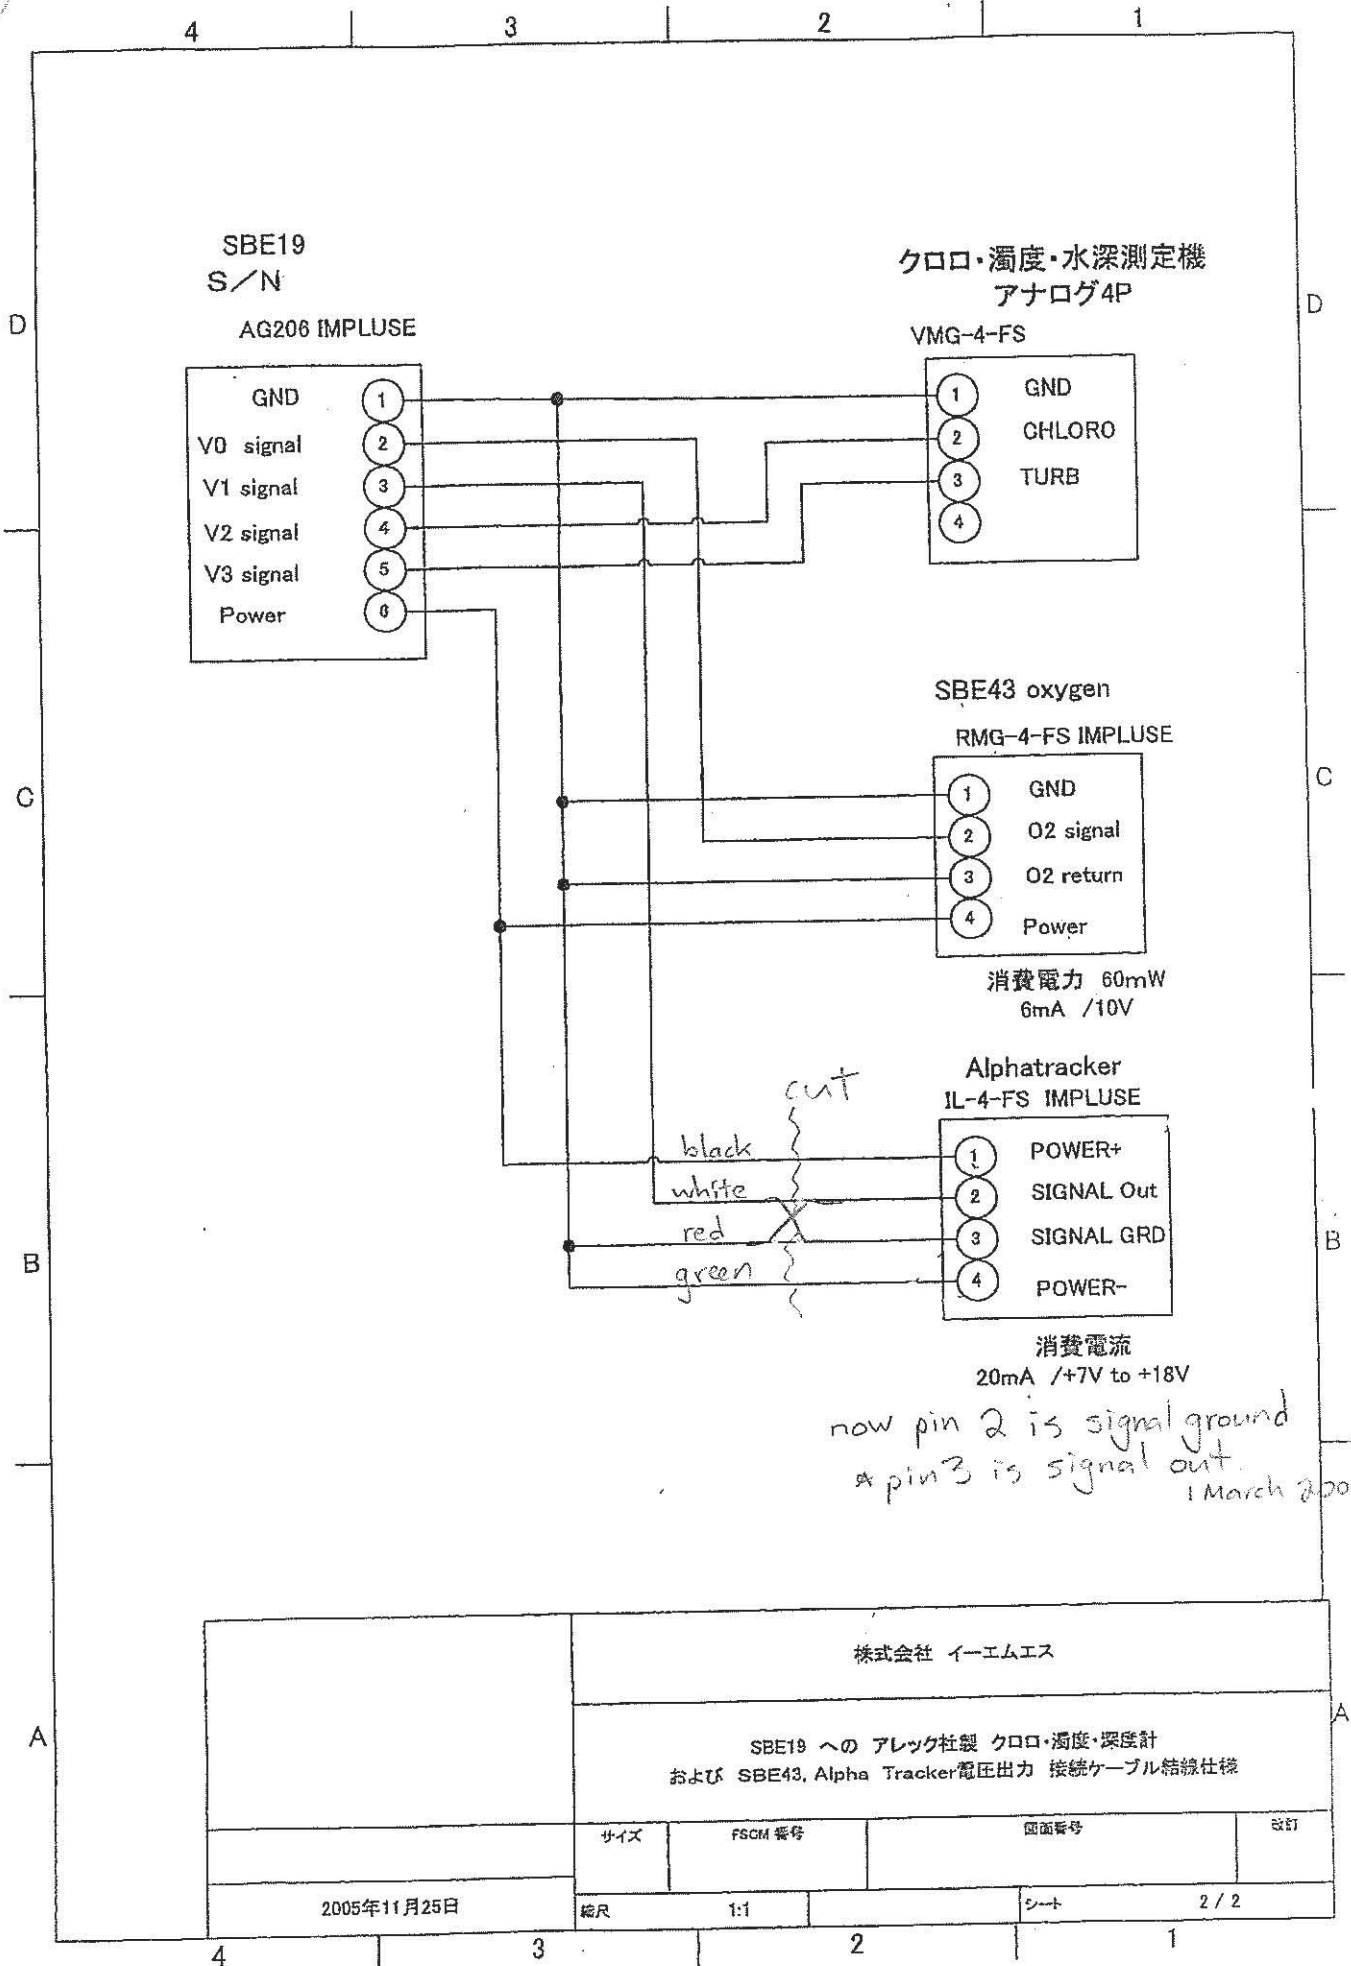 4 3 2 1
SBE19
S/N
AG206 IMPLUSE
GND 1
V0 signal 2
V1 signal 3
V2 signal 4
V3 signal 5
Power 6
クロロ・濁度・水深測定機
アナログ4P
VMG-4-FS
1 GND
2 CHLORO
3 TURB
4
D D
SBE43 oxygen
RMG-4-FS IMPLUSE
1 GND
2 O2 signal
3 O2 return
4 Power
消費電力 60mW
6mA /10V
C C
Alphatracker
IL-4-FS IMPLUSE
cut
black 1 POWER+
white 2 SIGNAL Out
red 3 SIGNAL GRD
green 4 POWER-
消費電流
20mA /+7V to +18V
B B
now pin 2 is signal ground
pin 3 is signal out.
1 March 200
株式会社 イーエムエス
SBE19 への アレック社製 クロロ・濁度・深度計
および SBE43, Alpha Tracker電圧出力 接続ケーブル結線仕様
A A
サイズ FSCM 番号 図面番号 改訂
2005年11月25日 縮尺 1:1 シート 2 / 2
4 3 2 1